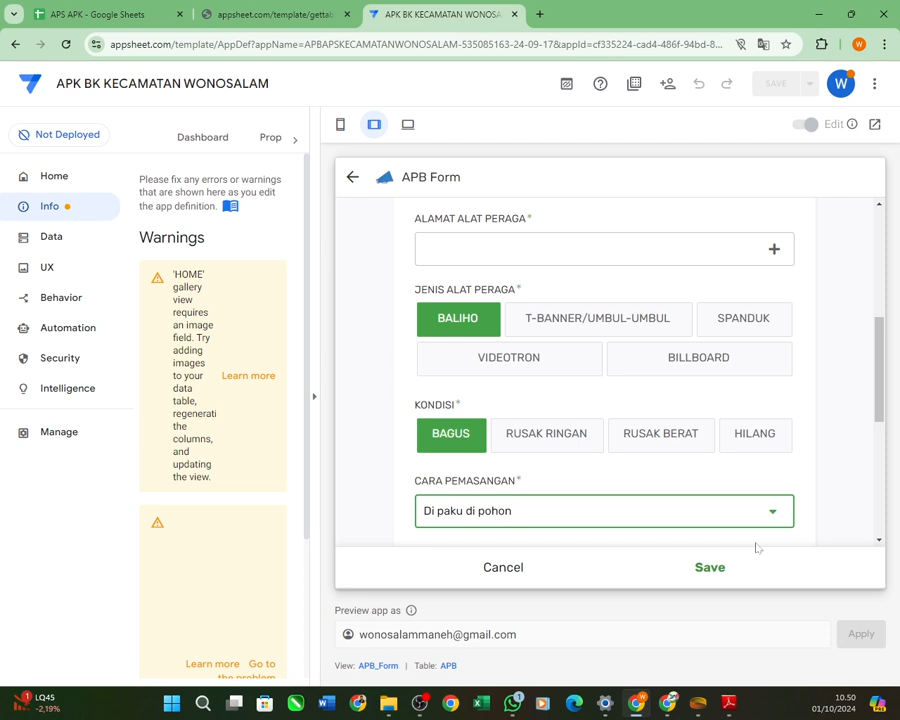 APS APK - Google Sheets
appsheet.com/template/gettab
APK BK KECAMATAN WONOSA
appsheet.com/template/AppDef?appName=APBAPSKECAMATANWONOSALAM-535085163-24-09-17&appId=cf335224-cad4-486f-94bd-8...
W
APK BK KECAMATAN WONOSALAM
SAVE
W
Not Deployed
Dashboard
Prop
Edit
Home
Info
Data
UX
Behavior
Automation
Security
Intelligence
Manage
Please fix any errors or warnings
that are shown here as you edit
the app definition.
Warnings
'HOME'
gallery
view
requires
an image
field. Try
adding
images
to your
data
table,
regenerati
the
columns,
and
updating
the view.
Learn more
Learn more Go to
the problem
APB Form
ALAMAT ALAT PERAGA*
JENIS ALAT PERAGA*
BALIHO
T-BANNER/UMBUL-UMBUL
SPANDUK
VIDEOTRON
BILLBOARD
KONDISI*
BAGUS
RUSAK RINGAN
RUSAK BERAT
HILANG
CARA PEMASANGAN*
Di paku di pohon
Cancel
Save
Preview app as
wonosalammaneh@gmail.com
Apply
View: APB_Form | Table: APB
1
LQ45
-2,19%
1
10.50
01/10/2024